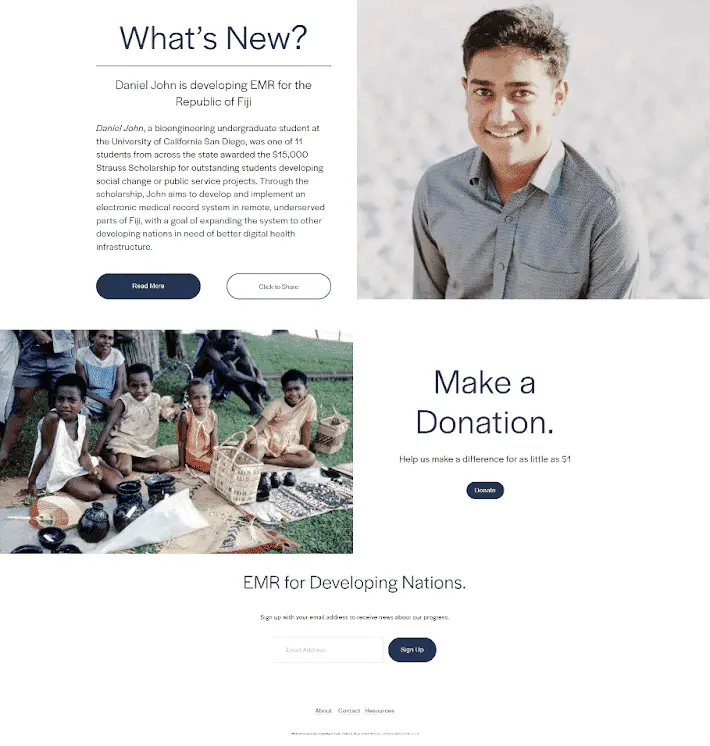 What's New?
Daniel John is developing EMR for the
Republic of Fiji
Daniel John, a bioengineering undergraduate student at
the University of California San Diego, was one of 11
students from across the state awarded the $15,000
Strauss Scholarship for outstanding students developing
social change or public service projects. Through the
scholarship, John aims to develop and implement an
electronic medical record system in remote, underserved
parts of Fiji, with a goal of expanding the system to other
developing nations in need of better digital health
infrastructure.
Read More
Click to Share
Make a
Donation.
Help us make a difference for as little as $1
Donate
EMR for Developing Nations.
Sign up with your email address to receive news about our progress.
Email Address
Sign Up
About Contact Resources